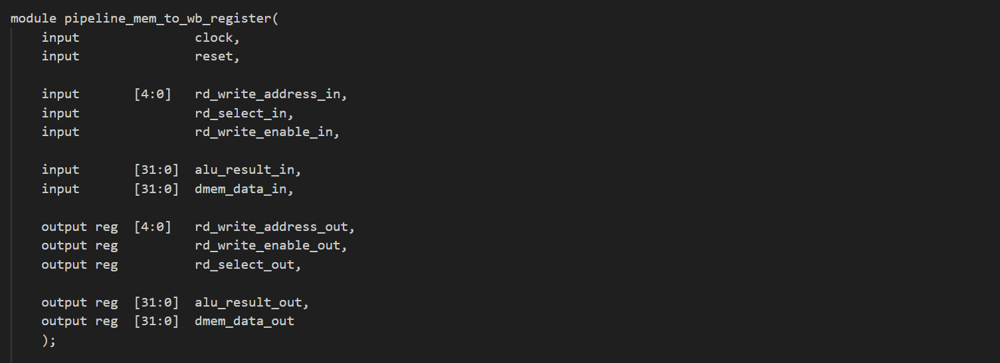 module pipeline_mem_to_wb_register(
    input               clock,
    input               reset,

    input       [4:0]   rd_write_address_in,
    input               rd_select_in,
    input               rd_write_enable_in,

    input       [31:0]  alu_result_in,
    input       [31:0]  dmem_data_in,

    output reg  [4:0]   rd_write_address_out,
    output reg          rd_write_enable_out,
    output reg          rd_select_out,

    output reg  [31:0]  alu_result_out,
    output reg  [31:0]  dmem_data_out
    );